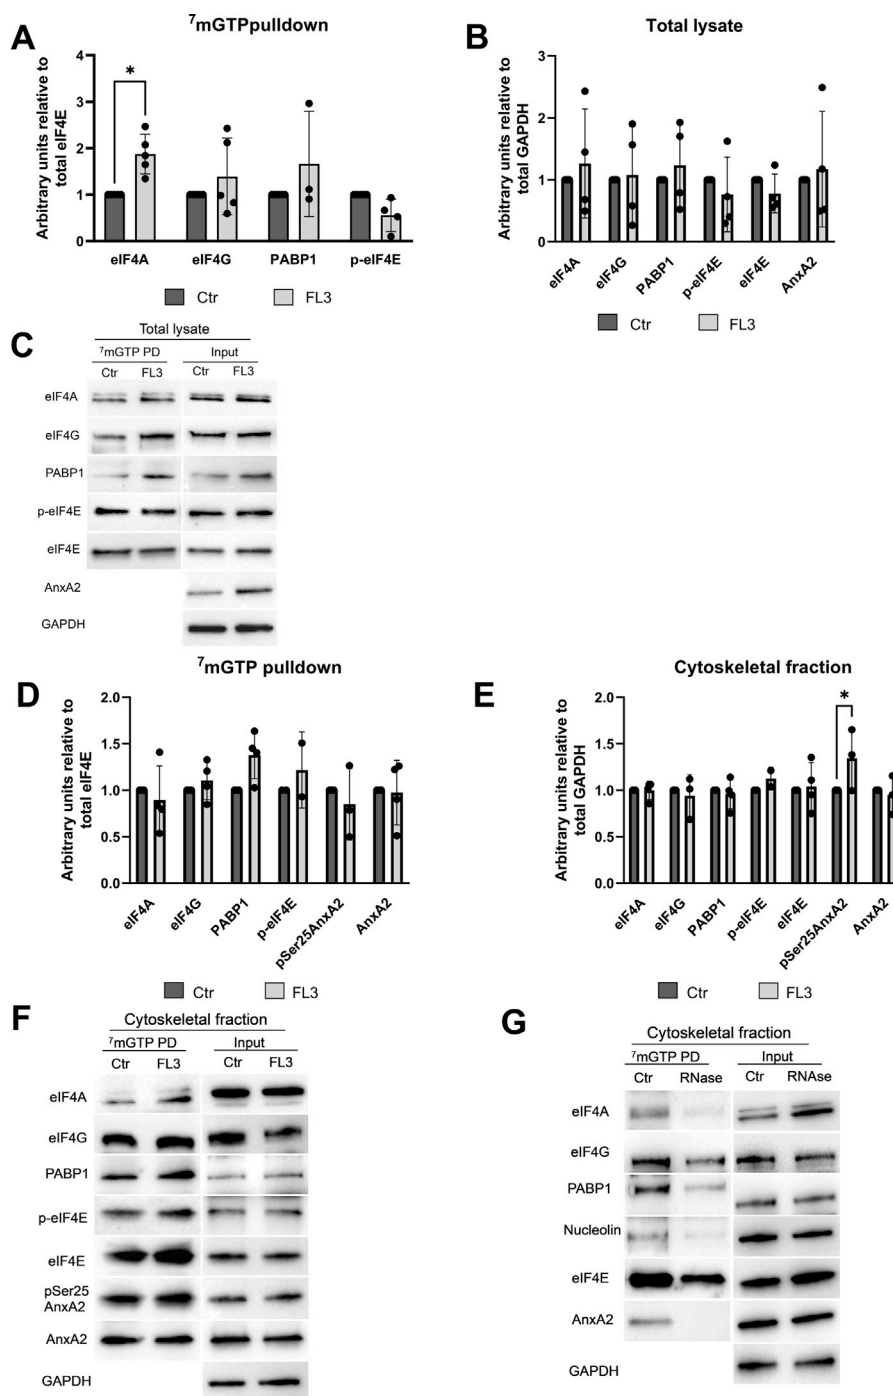 A
⁷mGTPpulldown
Arbitrary units relative to
total eIF4E
4
3
2
1
0
*
eIF4A
eIF4G
PABP1
p-eIF4E
Ctr
FL3
B
Total lysate
Arbitrary units relative to
total GAPDH
3
2
1
0
eIF4A
eIF4G
PABP1
p-eIF4E
eIF4E
AnxA2
Ctr
FL3
C
Total lysate
⁷mGTP PD
Input
Ctr FL3 Ctr FL3
eIF4A
eIF4G
PABP1
p-eIF4E
eIF4E
AnxA2
GAPDH
D
⁷mGTP pulldown
Arbitrary units relative to
total eIF4E
2.0
1.5
1.0
0.5
0.0
eIF4A
eIF4G
PABP1
p-eIF4E
pSer25AnxA2
AnxA2
Ctr
FL3
E
Cytoskeletal fraction
Arbitrary units relative to
total GAPDH
2.0
1.5
1.0
0.5
0.0
*
eIF4A
eIF4G
PABP1
p-eIF4E
eIF4E
pSer25AnxA2
AnxA2
Ctr
FL3
F
Cytoskeletal fraction
⁷mGTP PD
Input
Ctr FL3 Ctr FL3
eIF4A
eIF4G
PABP1
p-eIF4E
eIF4E
pSer25
AnxA2
AnxA2
GAPDH
G
Cytoskeletal fraction
⁷mGTP PD
Input
Ctr RNase Ctr RNAse
eIF4A
eIF4G
PABP1
Nucleolin
eIF4E
AnxA2
GAPDH